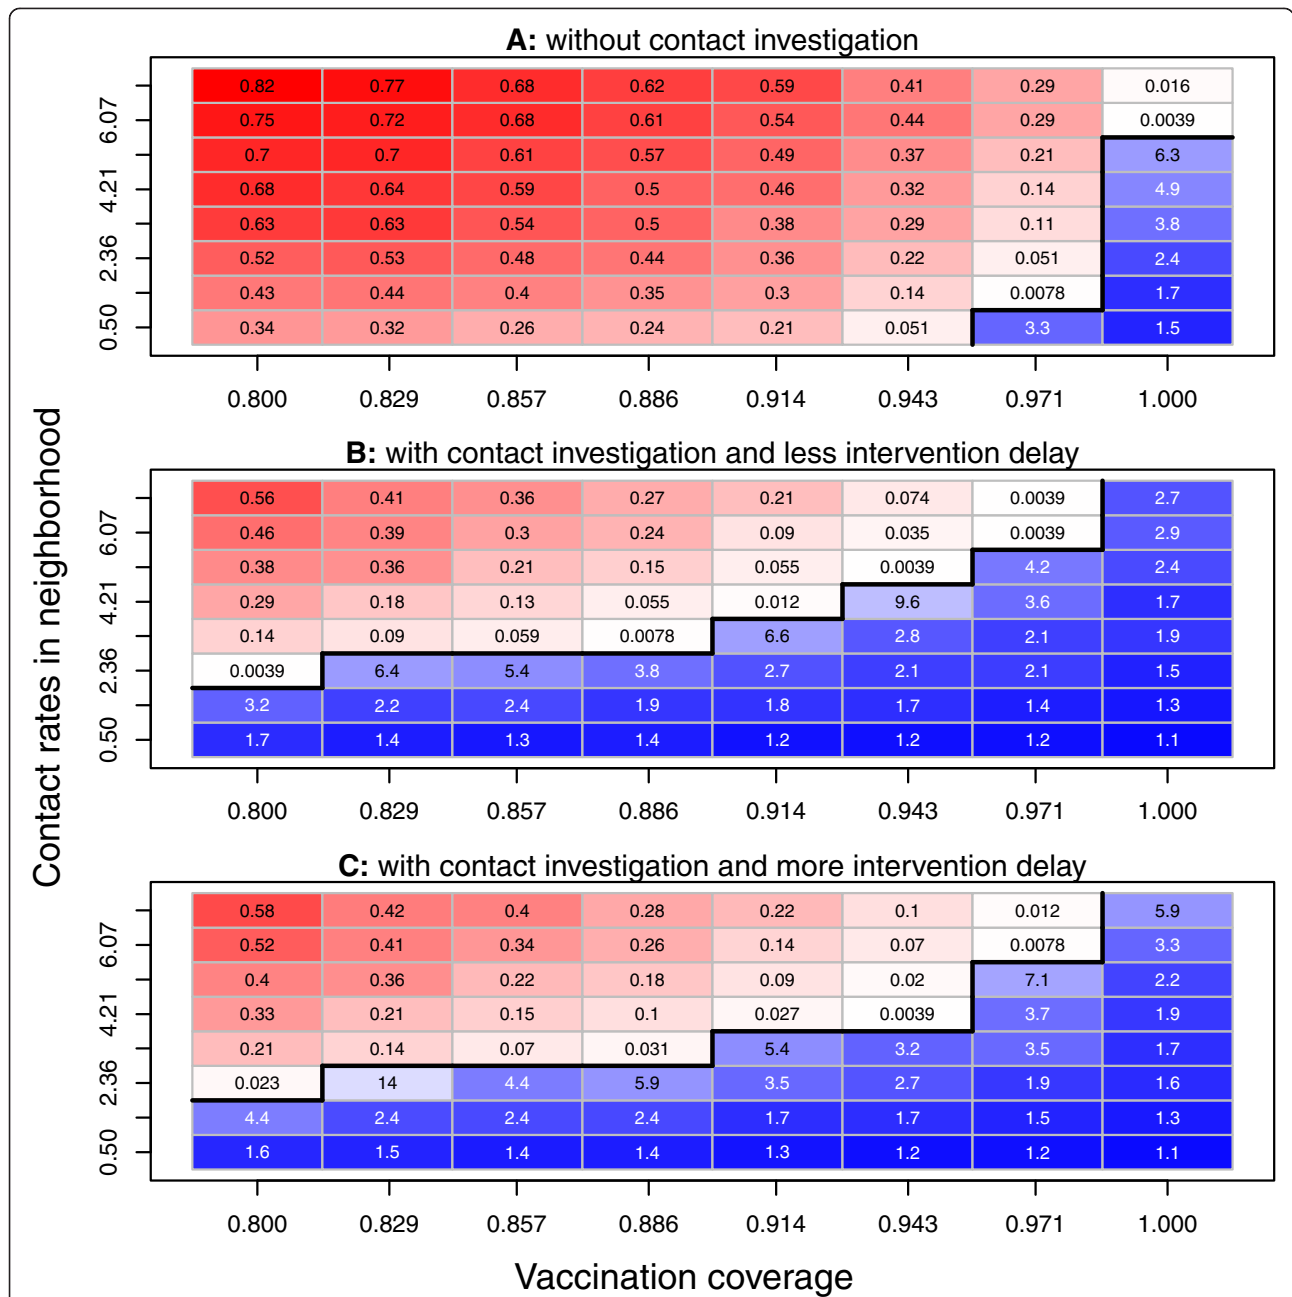 A: without contact investigation
0.82 0.77 0.68 0.62 0.59 0.41 0.29 0.016
6.07 0.75 0.72 0.68 0.61 0.54 0.44 0.29 0.0039
0.7 0.7 0.61 0.57 0.49 0.37 0.21 6.3
4.21 0.68 0.64 0.59 0.5 0.46 0.32 0.14 4.9
0.63 0.63 0.54 0.5 0.38 0.29 0.11 3.8
2.36 0.52 0.53 0.48 0.44 0.36 0.22 0.051 2.4
0.43 0.44 0.4 0.35 0.3 0.14 0.0078 1.7
0.50 0.34 0.32 0.26 0.24 0.21 0.051 3.3 1.5
0.800 0.829 0.857 0.886 0.914 0.943 0.971 1.000
Contact rates in neighborhood
B: with contact investigation and less intervention delay
0.56 0.41 0.36 0.27 0.21 0.074 0.0039 2.7
6.07 0.46 0.39 0.3 0.24 0.09 0.035 0.0039 2.9
0.38 0.36 0.21 0.15 0.055 0.0039 4.2 2.4
4.21 0.29 0.18 0.13 0.055 0.012 9.6 3.6 1.7
0.14 0.09 0.059 0.0078 6.6 2.8 2.1 1.9
2.36 0.0039 6.4 5.4 3.8 2.7 2.1 2.1 1.5
3.2 2.2 2.4 1.9 1.8 1.7 1.4 1.3
0.50 1.7 1.4 1.3 1.4 1.2 1.2 1.2 1.1
0.800 0.829 0.857 0.886 0.914 0.943 0.971 1.000
C: with contact investigation and more intervention delay
0.58 0.42 0.4 0.28 0.22 0.1 0.012 5.9
6.07 0.52 0.41 0.34 0.26 0.14 0.07 0.0078 3.3
0.4 0.36 0.22 0.18 0.09 0.02 7.1 2.2
4.21 0.33 0.21 0.15 0.1 0.027 0.0039 3.7 1.9
0.21 0.14 0.07 0.031 5.4 3.2 3.5 1.7
2.36 0.023 14 4.4 5.9 3.5 2.7 1.9 1.6
4.4 2.4 2.4 2.4 1.7 1.7 1.5 1.3
0.50 1.6 1.5 1.4 1.4 1.3 1.2 1.2 1.1
0.800 0.829 0.857 0.886 0.914 0.943 0.971 1.000
Vaccination coverage